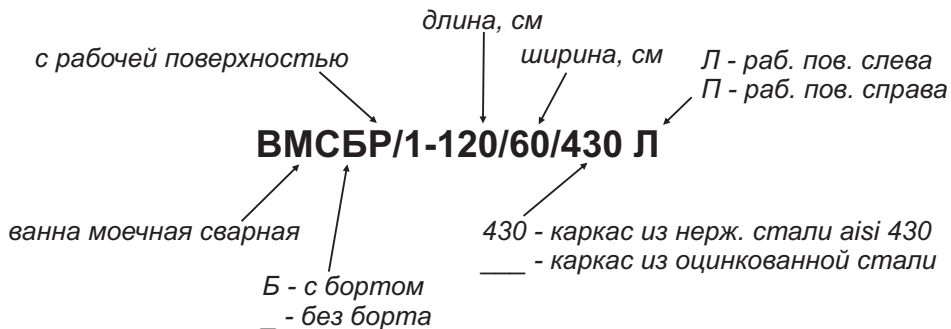 длина, см
с рабочей поверхностью
ширина, см
Л - раб. пов. слева
П - раб. пов. справа
ВМСБР/1-120/60/430 Л
ванна моечная сварная
430 - каркас из нерж. стали aisi 430
___ - каркас из оцинкованной стали
Б - с бортом
_ - без борта